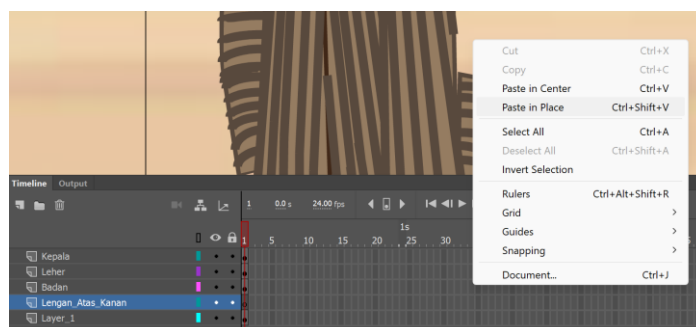 Cut Ctrl+X
Copy Ctrl+C
Paste in Center Ctrl+V
Paste in Place Ctrl+Shift+V
Select All Ctrl+A
Deselect All Ctrl+Shift+A
Invert Selection
Rulers Ctrl+Alt+Shift+R
Grid
Guides
Snapping
Document... Ctrl+J
Timeline Output
1 0.0 s 24.00 fps
1s
1 5 10 15 20 25 30
Kepala
Leher
Badan
Lengan_Atas_Kanan
Layer_1